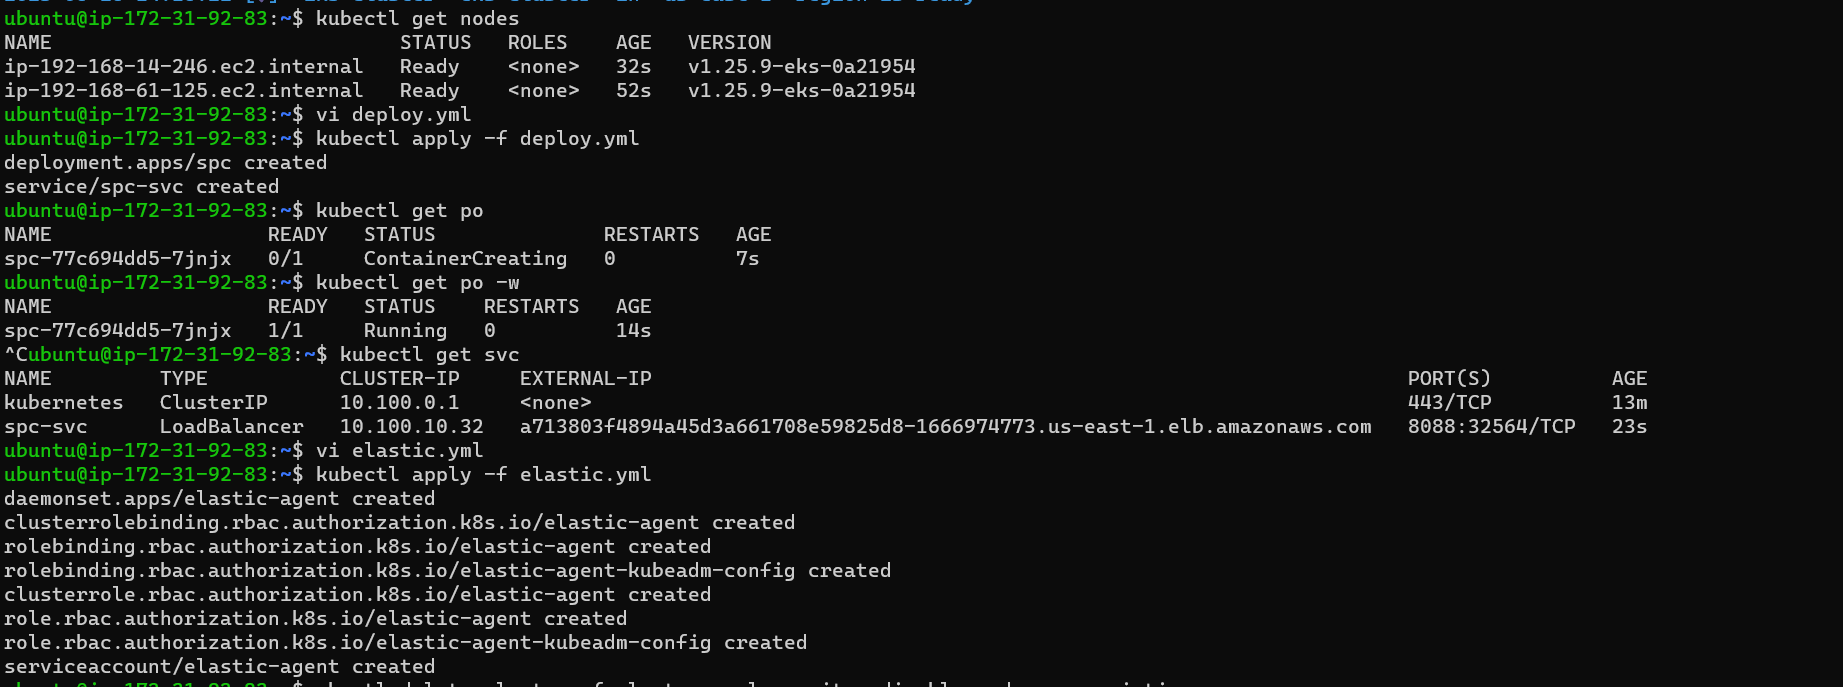 ubuntu@ip-172-31-92-83:~$ kubectl get nodes
NAME STATUS ROLES AGE VERSION
ip-192-168-14-246.ec2.internal Ready <none> 32s v1.25.9-eks-0a21954
ip-192-168-61-125.ec2.internal Ready <none> 52s v1.25.9-eks-0a21954
ubuntu@ip-172-31-92-83:~$ vi deploy.yml
ubuntu@ip-172-31-92-83:~$ kubectl apply -f deploy.yml
deployment.apps/spc created
service/spc-svc created
ubuntu@ip-172-31-92-83:~$ kubectl get po
NAME READY STATUS RESTARTS AGE
spc-77c694dd5-7jnjx 0/1 ContainerCreating 0 7s
ubuntu@ip-172-31-92-83:~$ kubectl get po -w
NAME READY STATUS RESTARTS AGE
spc-77c694dd5-7jnjx 1/1 Running 0 14s
^Cubuntu@ip-172-31-92-83:~$ kubectl get svc
NAME TYPE CLUSTER-IP EXTERNAL-IP PORT(S) AGE
kubernetes ClusterIP 10.100.0.1 <none> 443/TCP 13m
spc-svc LoadBalancer 10.100.10.32 a713803f4894a45d3a661708e59825d8-1666974773.us-east-1.elb.amazonaws.com 8088:32564/TCP 23s
ubuntu@ip-172-31-92-83:~$ vi elastic.yml
ubuntu@ip-172-31-92-83:~$ kubectl apply -f elastic.yml
daemonset.apps/elastic-agent created
clusterrolebinding.rbac.authorization.k8s.io/elastic-agent created
rolebinding.rbac.authorization.k8s.io/elastic-agent created
rolebinding.rbac.authorization.k8s.io/elastic-agent-kubeadm-config created
clusterrole.rbac.authorization.k8s.io/elastic-agent created
role.rbac.authorization.k8s.io/elastic-agent created
role.rbac.authorization.k8s.io/elastic-agent-kubeadm-config created
serviceaccount/elastic-agent created